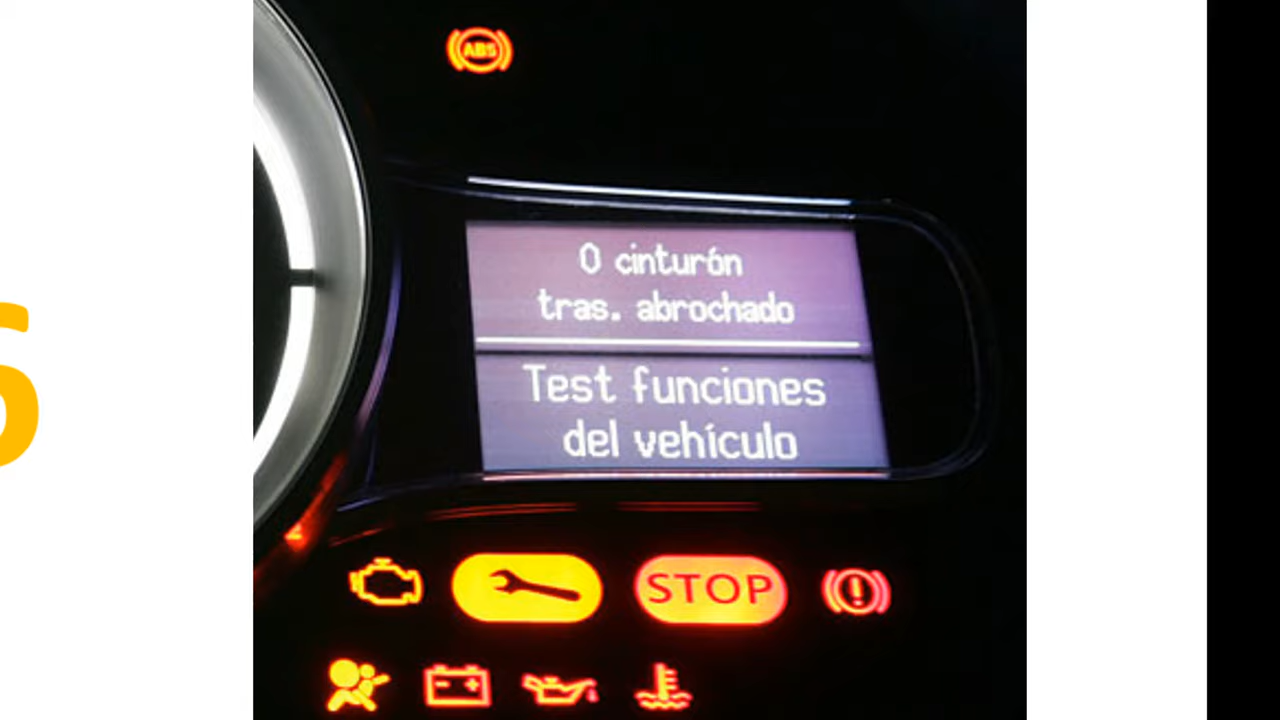 ABS
0 cinturón
tras. abrochado
Test funciones
del vehículo
STOP